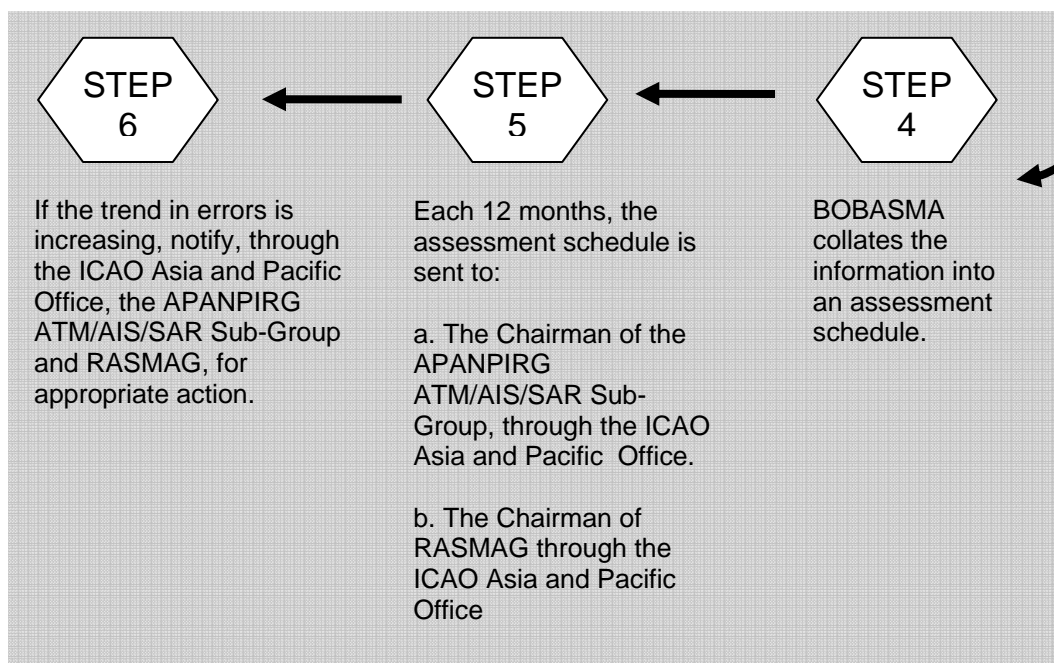 STEP
6
If the trend in errors is
increasing, notify, through
the ICAO Asia and Pacific
Office, the APANPIRG
ATM/AIS/SAR Sub-Group
and RASMAG, for
appropriate action.
STEP
5
Each 12 months, the
assessment schedule is
sent to:
a. The Chairman of the
APANPIRG
ATM/AIS/SAR Sub-
Group, through the ICAO
Asia and Pacific Office.
b. The Chairman of
RASMAG through the
ICAO Asia and Pacific
Office
STEP
4
BOBASMA
collates the
information into
an assessment
schedule.